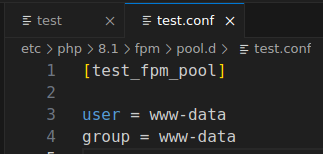 test
test.conf
etc > php > 8.1 > fpm > pool.d > test.conf
1 [test_fpm_pool]
2
3 user = www-data
4 group = www-data